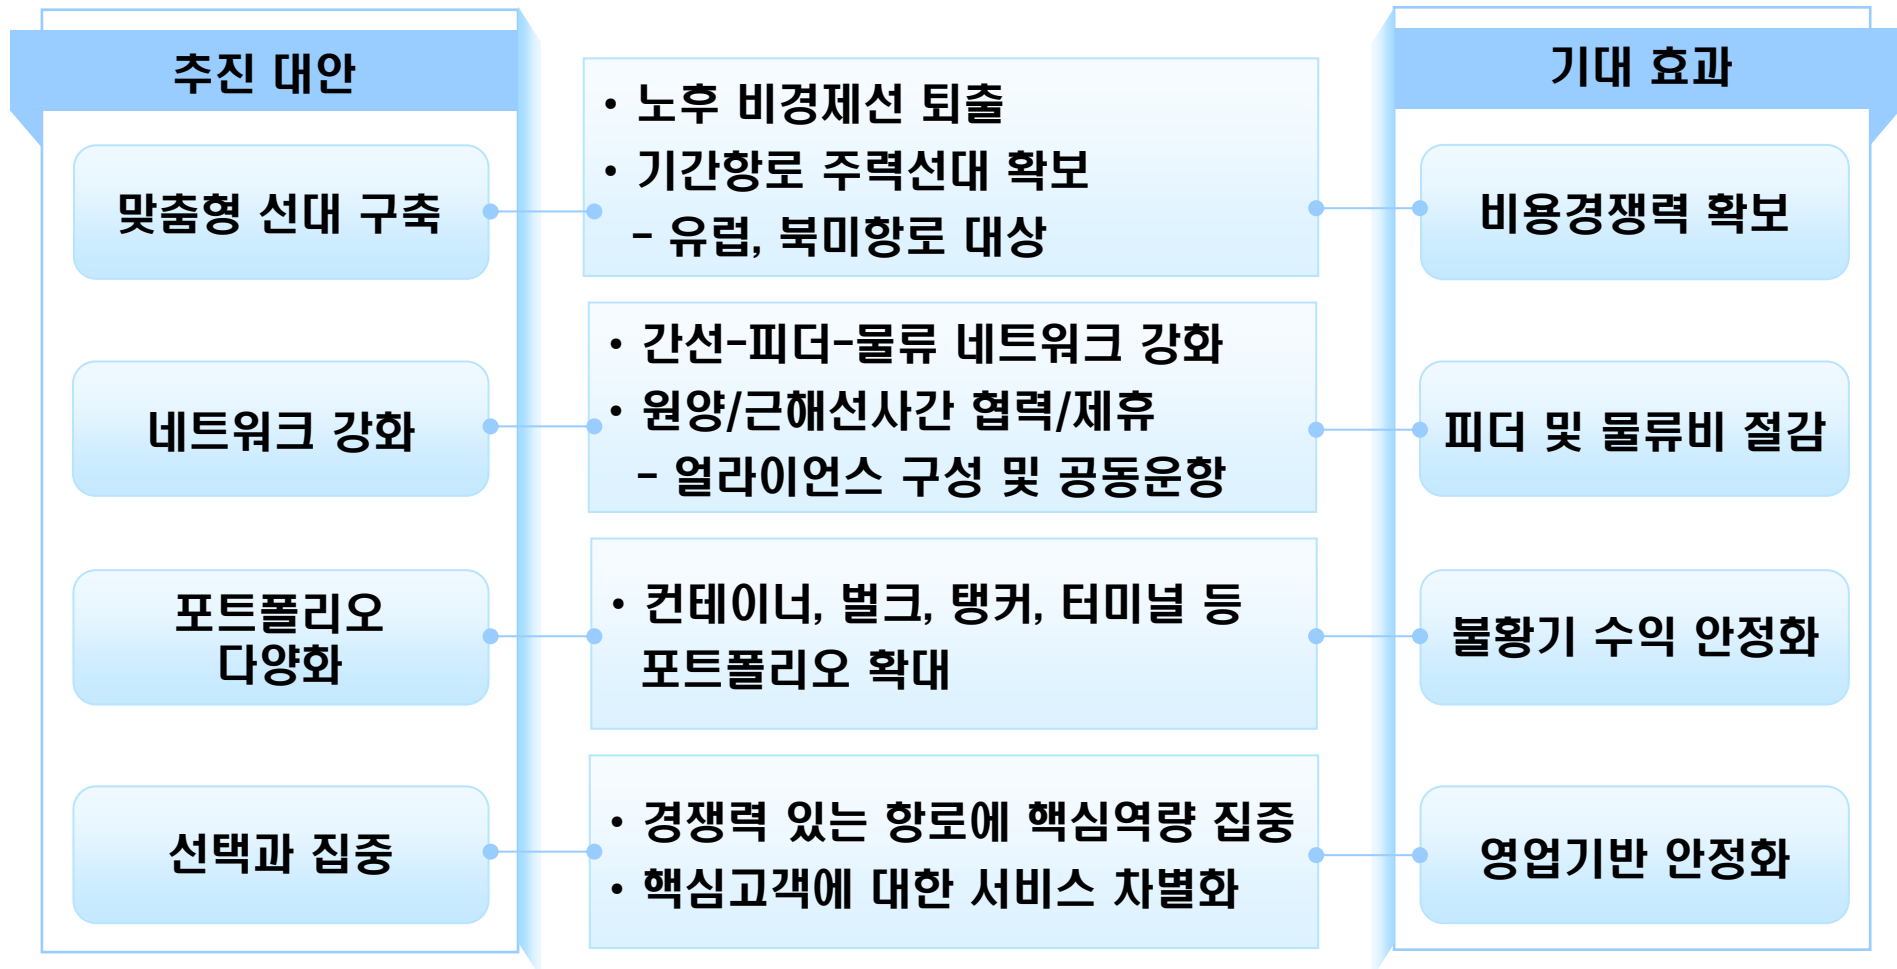 추진 대안
기대 효과
맞춤형 선대 구축
• 노후 비경제선 퇴출
• 기간항로 주력선대 확보
- 유럽, 북미항로 대상
비용경쟁력 확보
네트워크 강화
• 간선-피더-물류 네트워크 강화
• 원양/근해선사간 협력/제휴
- 얼라이언스 구성 및 공동운항
피더 및 물류비 절감
포트폴리오
다양화
• 컨테이너, 벌크, 탱커, 터미널 등
포트폴리오 확대
불황기 수익 안정화
선택과 집중
• 경쟁력 있는 항로에 핵심역량 집중
• 핵심고객에 대한 서비스 차별화
영업기반 안정화